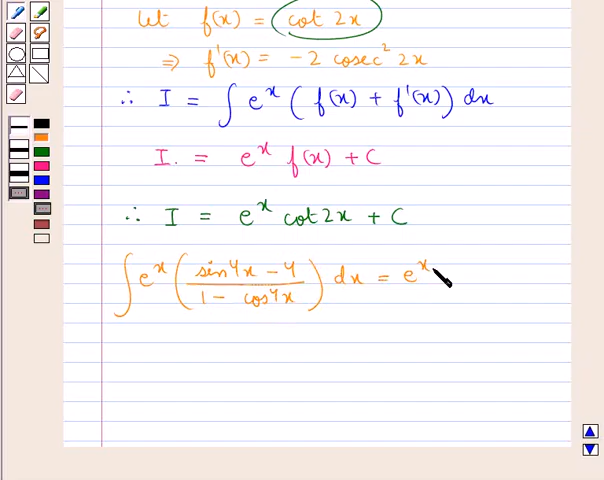 Let f(x) = cot 2x
⇒ f'(x) = -2 cosec² 2x
∴ I = ∫ eˣ ( f(x) + f'(x) ) dx
I. = eˣ f(x) + C
∴ I = eˣ cot 2x + C
∫ eˣ ( (sin 4x - 4) / (1 - cos 4x) ) dx = eˣ